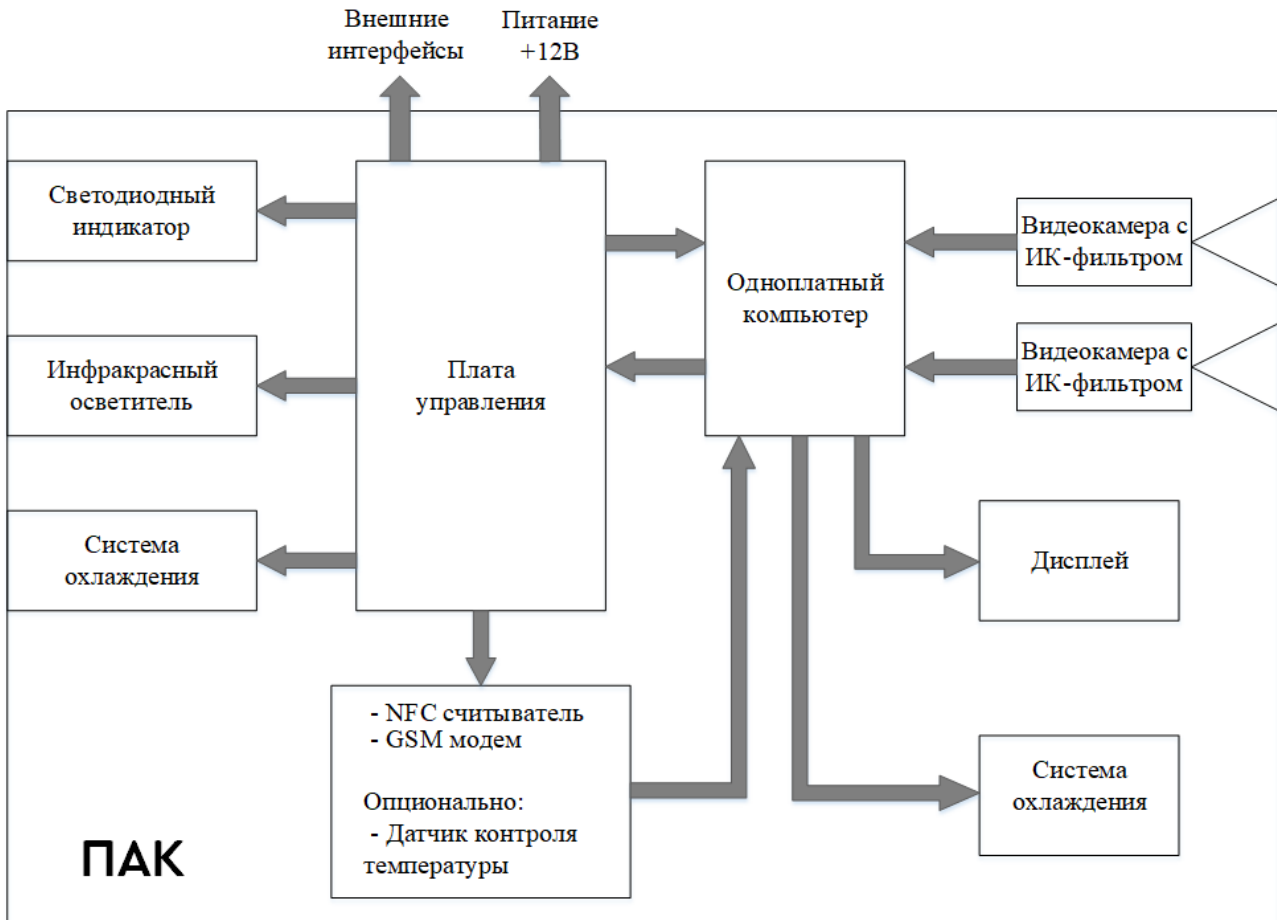 Внешние
интерфейсы
Питание
+12В
Светодиодный
индикатор
Видеокамера с
ИК-фильтром
Одноплатный
компьютер
Инфракрасный
осветитель
Плата
управления
Видеокамера с
ИК-фильтром
Система
охлаждения
Дисплей
- NFC считыватель
- GSM модем
Опционально:
- Датчик контроля
температуры
Система
охлаждения
ПАК